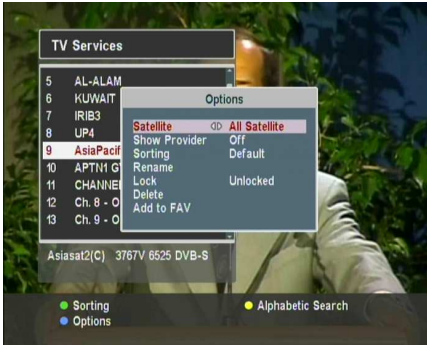 TV Services
5 AL-ALAM
6 KUWAIT
7 IRIB3
8 UP4
9 AsiaPacif
10 APTN1 G
11 CHANNE
12 Ch. 8 - O
13 Ch. 9 - O
Options
Satellite All Satellite
Show Provider Off
Sorting Default
Rename
Lock Unlocked
Delete
Add to FAV
Asiasat2(C) 3767V 6525 DVB-S
Sorting
Alphabetic Search
Options